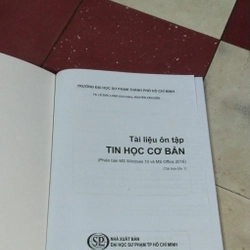 TRƯỜNG ĐẠI HỌC SƯ PHẠM THÀNH PHỐ HỒ CHÍ MINH
Tài liệu ôn tập
TIN HỌC CƠ BẢN
(Phiên bản Windows 10 và MS Office 2016)
NHÀ XUẤT BẢN
ĐẠI HỌC SƯ PHẠM TP HỒ CHÍ MINH